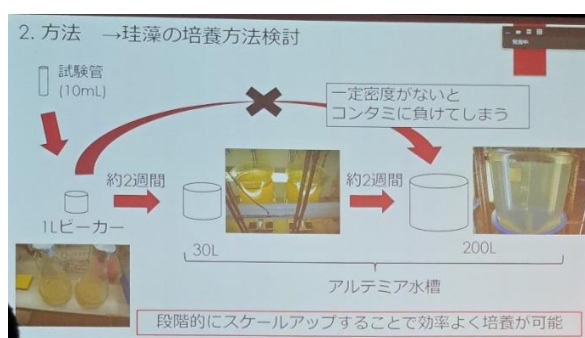 2. 方法　→珪藻の培養方法検討
試験管
(10mL)
一定密度がないと
コンタミに負けてしまう
約2週間
約2週間
1Lビーカー
30L
200L
アルテミア水槽
段階的にスケールアップすることで効率よく培養が可能